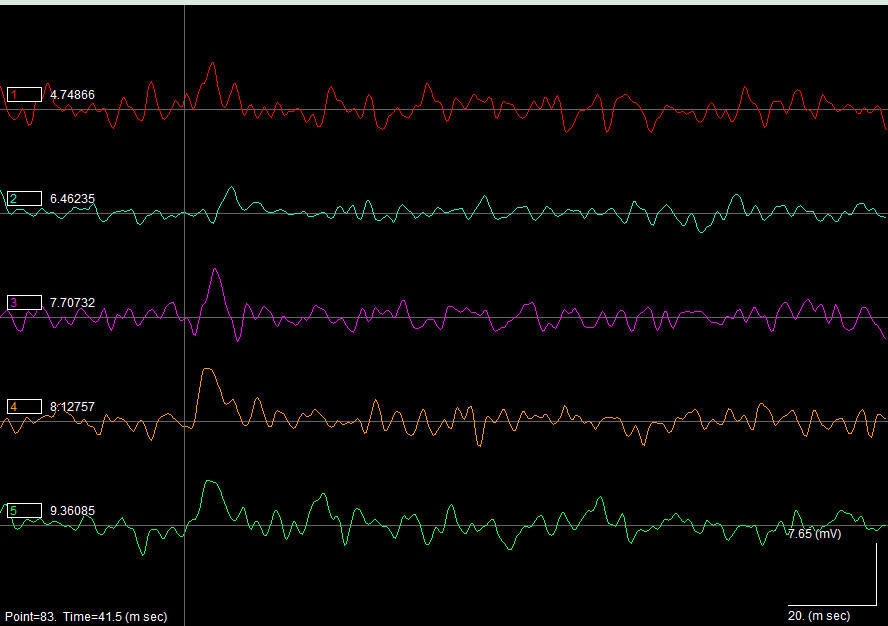 1 4.74866
2 6.46235
3 7.70732
4 8.12757
5 9.36085
7.65 (mV)
Point=83. Time=41.5 (m sec)
20. (m sec)